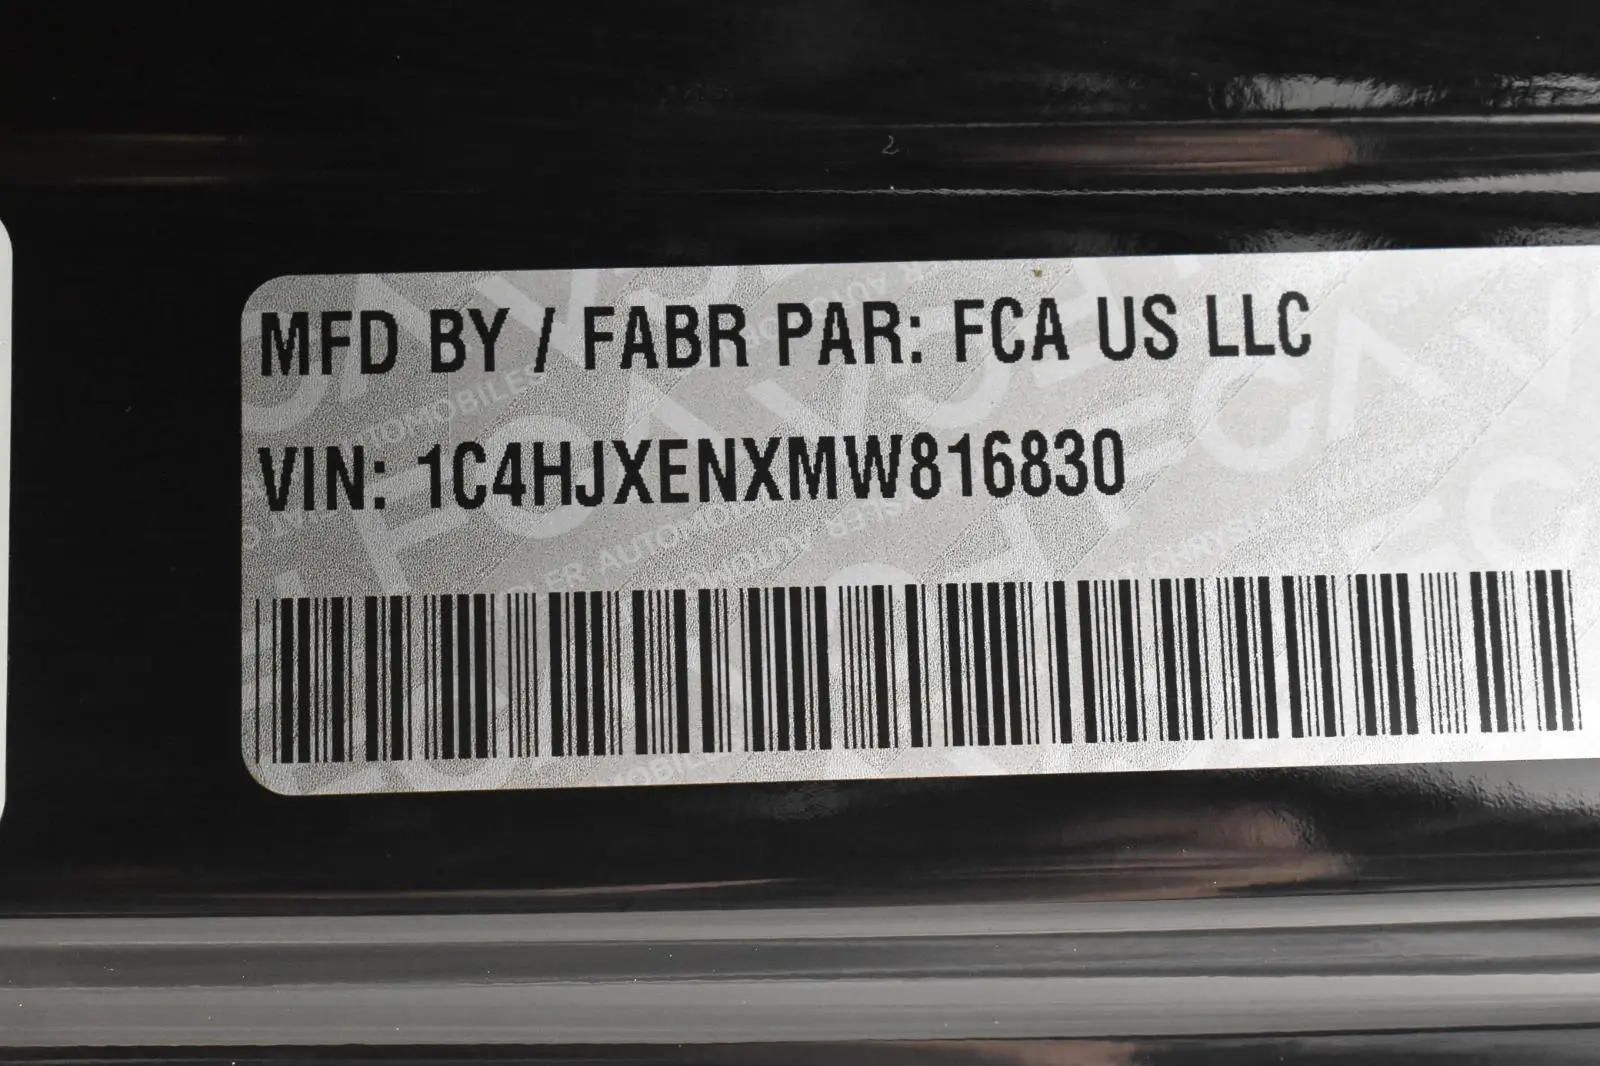 MFD BY / FABR PAR: FCA US LLC
VIN: 1C4HJXENXMW816830